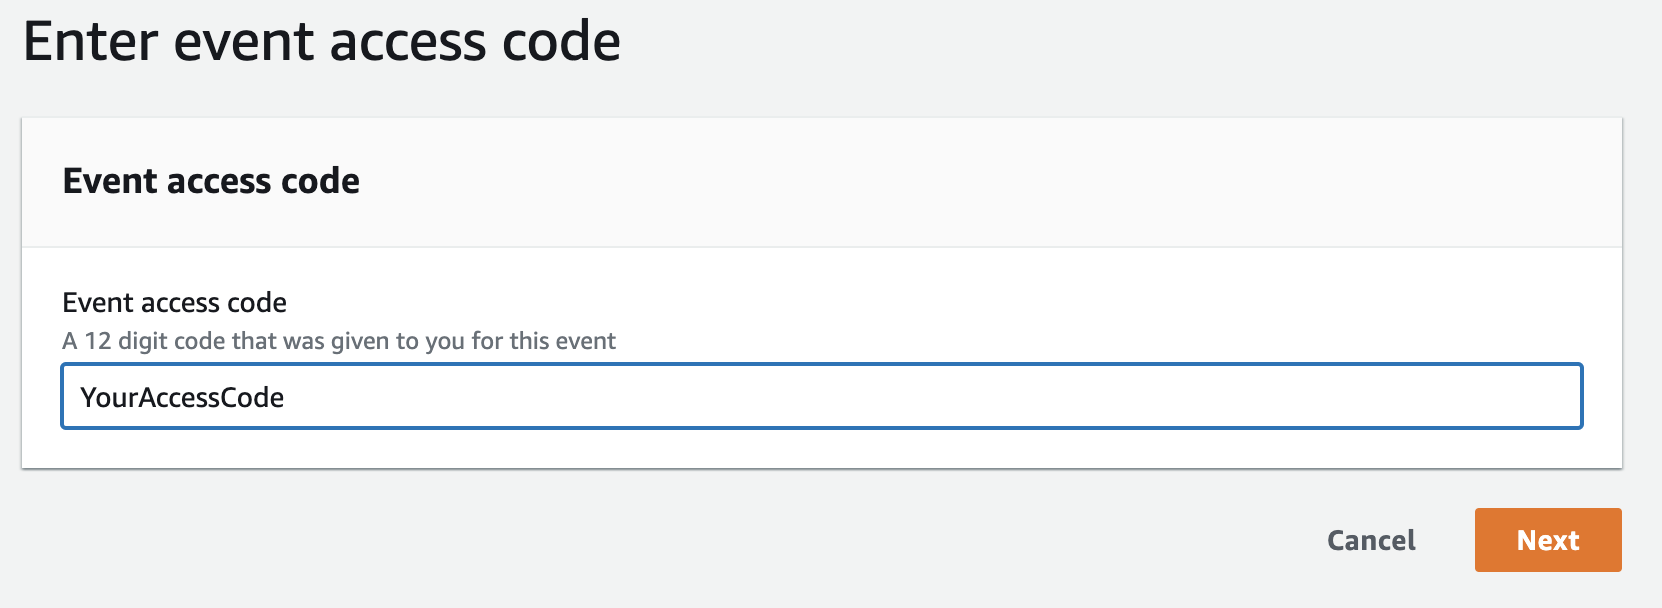 Enter event access code
Event access code
Event access code
A 12 digit code that was given to you for this event
YourAccessCode
Cancel
Next